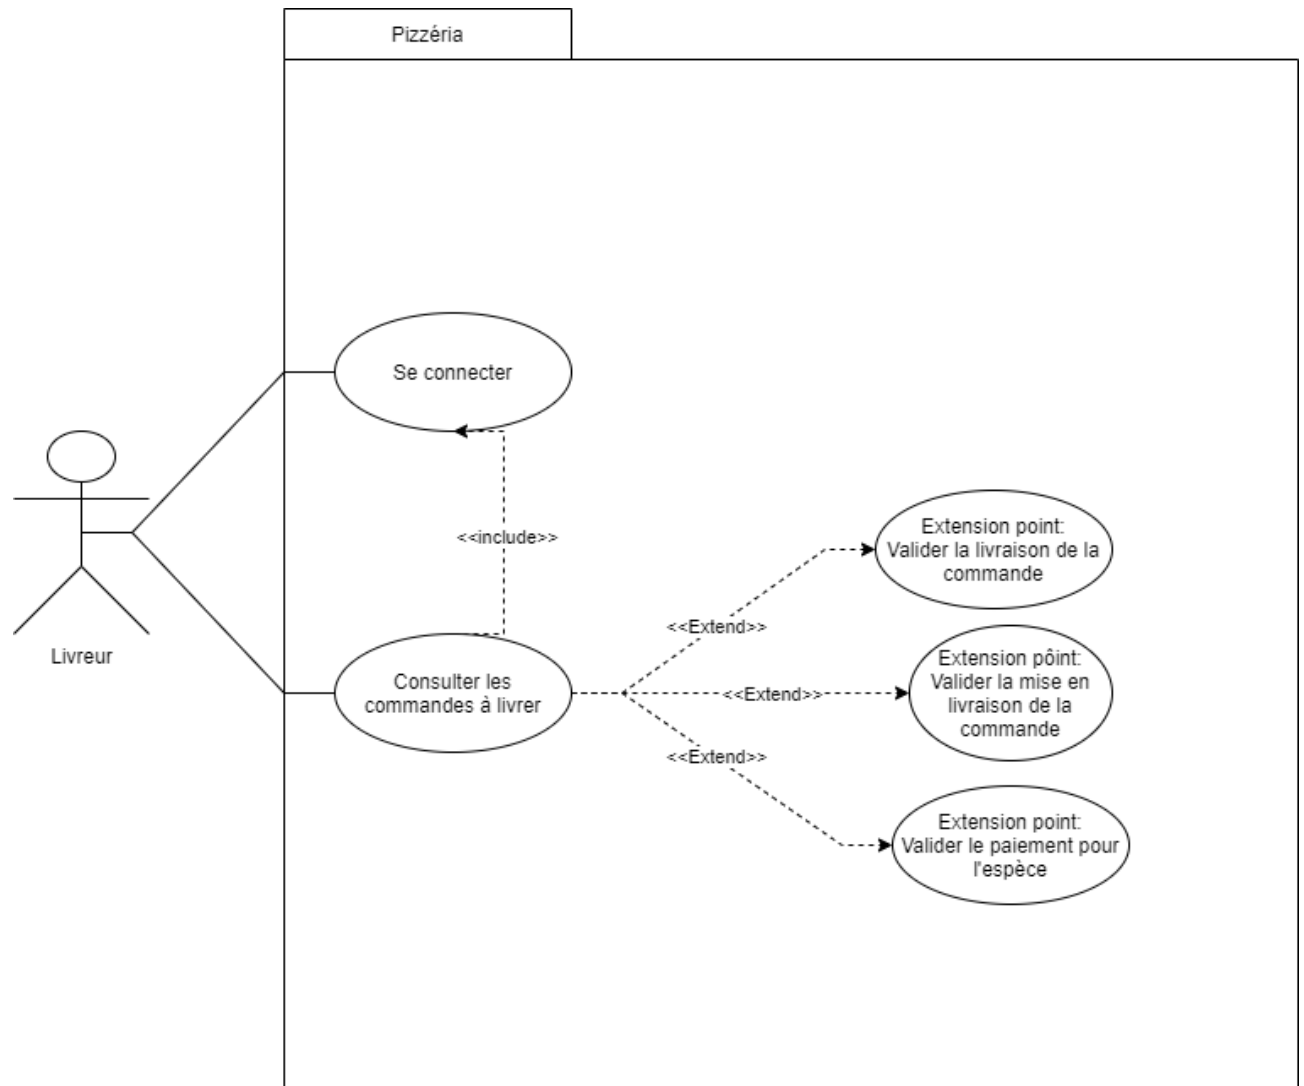 Pizzéria
Se connecter
<<include>>
Extension point:
Valider la livraison de la
commande
<<Extend>>
Livreur
Consulter les
commandes à livrer
<<Extend>>
Extension pôint:
Valider la mise en
livraison de la
commande
<<Extend>>
Extension point:
Valider le paiement pour
l'espèce